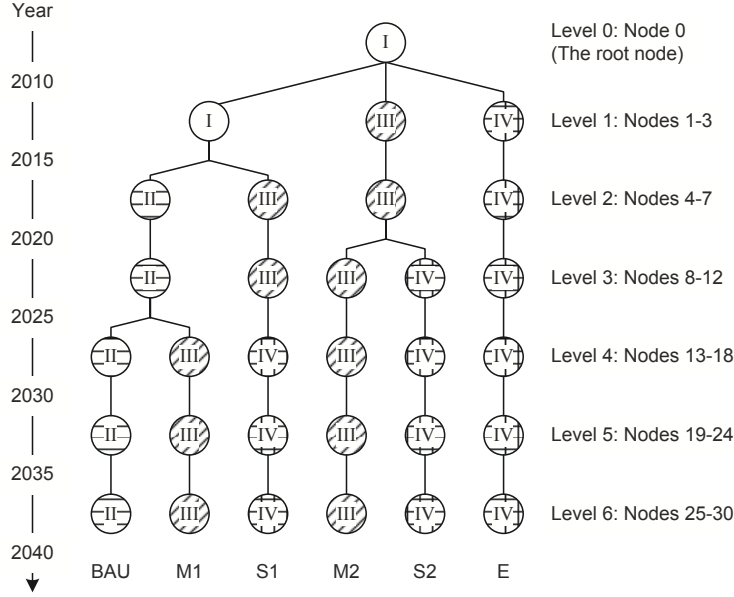 Year
I
Level 0: Node 0
(The root node)
2010
I III IV Level 1: Nodes 1-3
2015
II III III IV Level 2: Nodes 4-7
2020
II III III IV IV Level 3: Nodes 8-12
2025
II III IV III IV IV Level 4: Nodes 13-18
2030
II III IV III IV IV Level 5: Nodes 19-24
2035
II III IV III IV IV Level 6: Nodes 25-30
2040
BAU M1 S1 M2 S2 E